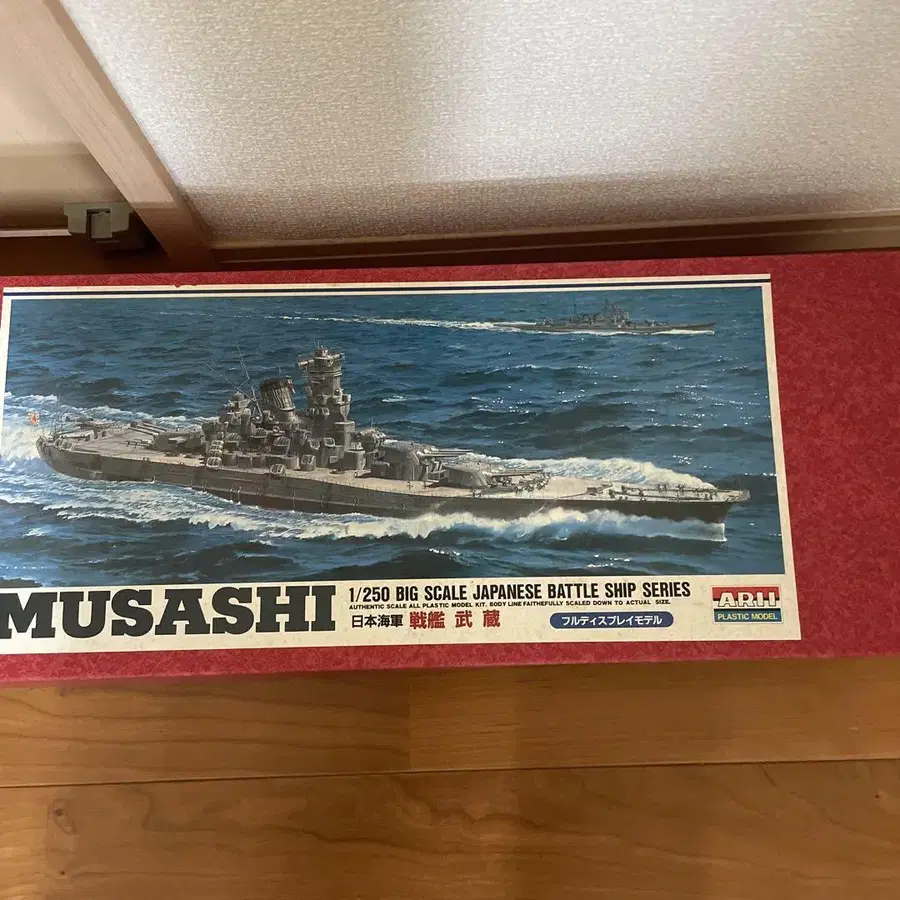 MUSASHI
1/250 BIG SCALE JAPANESE BATTLE SHIP SERIES
AUTHENTIC SCALE ALL PLASTIC MODEL KIT. BODY LINE FAITHEFULLY SCALED DOWN TO ACTUAL SIZE.
日本海軍 戦艦 武蔵
フルディスプレイモデル
ARII
PLASTIC MODEL